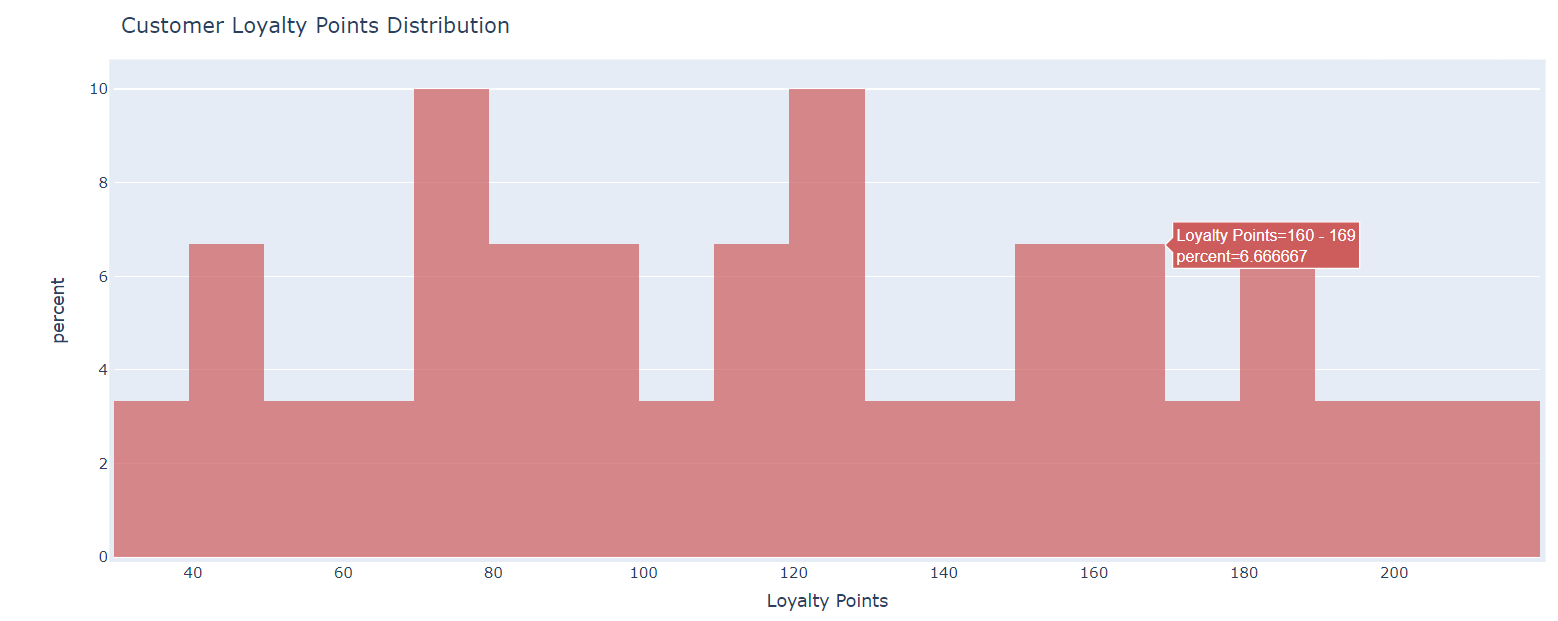 Customer Loyalty Points Distribution
10
8
6
4
2
0
percent
Loyalty Points=160 - 169
percent=6.666667
40 60 80 100 120 140 160 180 200
Loyalty Points